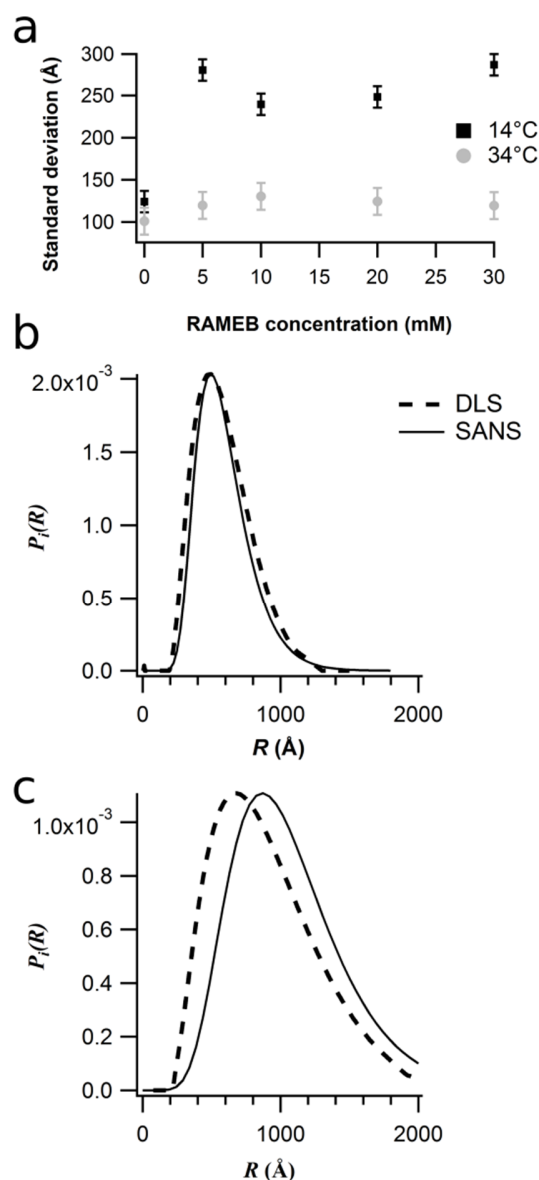 a
Standard deviation (Å)
300
250
200
150
100
14°C
34°C
0 5 10 15 20 25 30
RAMEB concentration (mM)
b
Pi(R)
2.0x10-3
1.5
1.0
0.5
0.0
DLS
SANS
0 1000 2000
R (Å)
c
Pi(R)
1.0x10-3
0.8
0.6
0.4
0.2
0.0
0 1000 2000
R (Å)